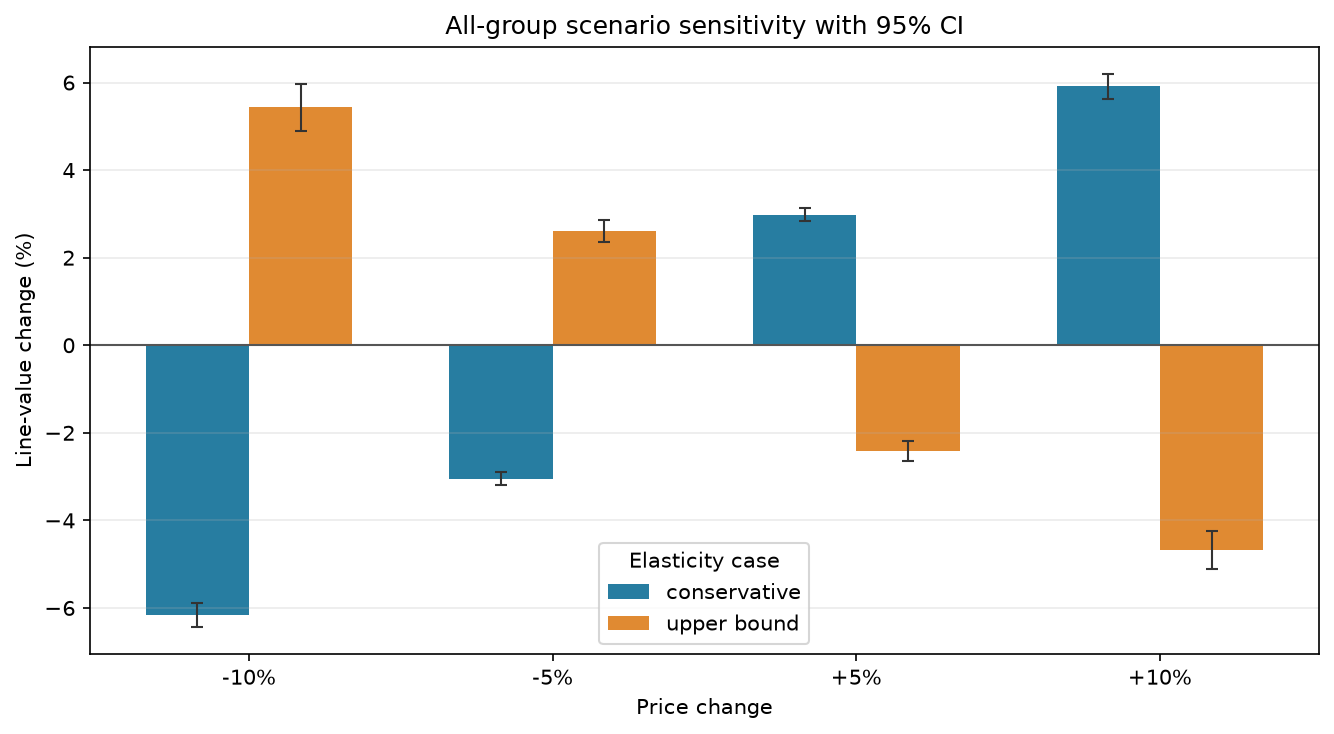 All-group scenario sensitivity with 95% CI
Line-value change (%)
6
4
2
0
−2
−4
−6
Elasticity case
conservative
upper bound
-10%
-5%
+5%
+10%
Price change